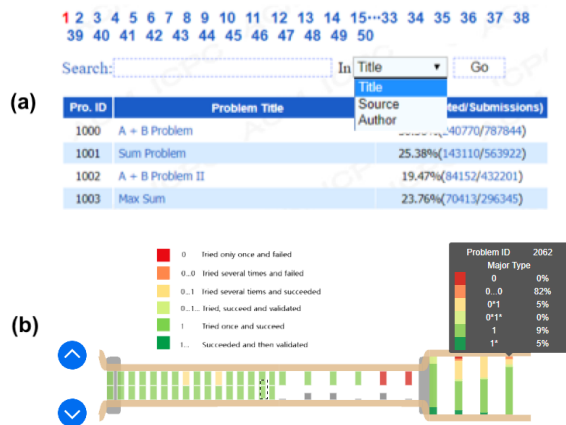 1 2 3 4 5 6 7 8 9 10 11 12 13 14 15···33 34 35 36 37 38
39 40 41 42 43 44 45 46 47 48 49 50
Search: In Title Go
Title
Source
Author
(a)
Pro. ID Problem Title ted/Submissions)
1000 A + B Problem 240770/787844)
1001 Sum Problem 25.38%(143110/563922)
1002 A + B Problem II 19.47%(84152/432201)
1003 Max Sum 23.76%(70413/296345)
(b)
0 Tried only once and failed
0...0 Tried several times and failed
0...1 Tried several tiems and succeeded
0..1... Tried, succeed and validated
1 Tried once and succeed
1... Succeeded and then validated
Problem ID 2062
Major Type
0 0%
0...0 82%
0*1 5%
0*1* 0%
1 9%
1* 5%